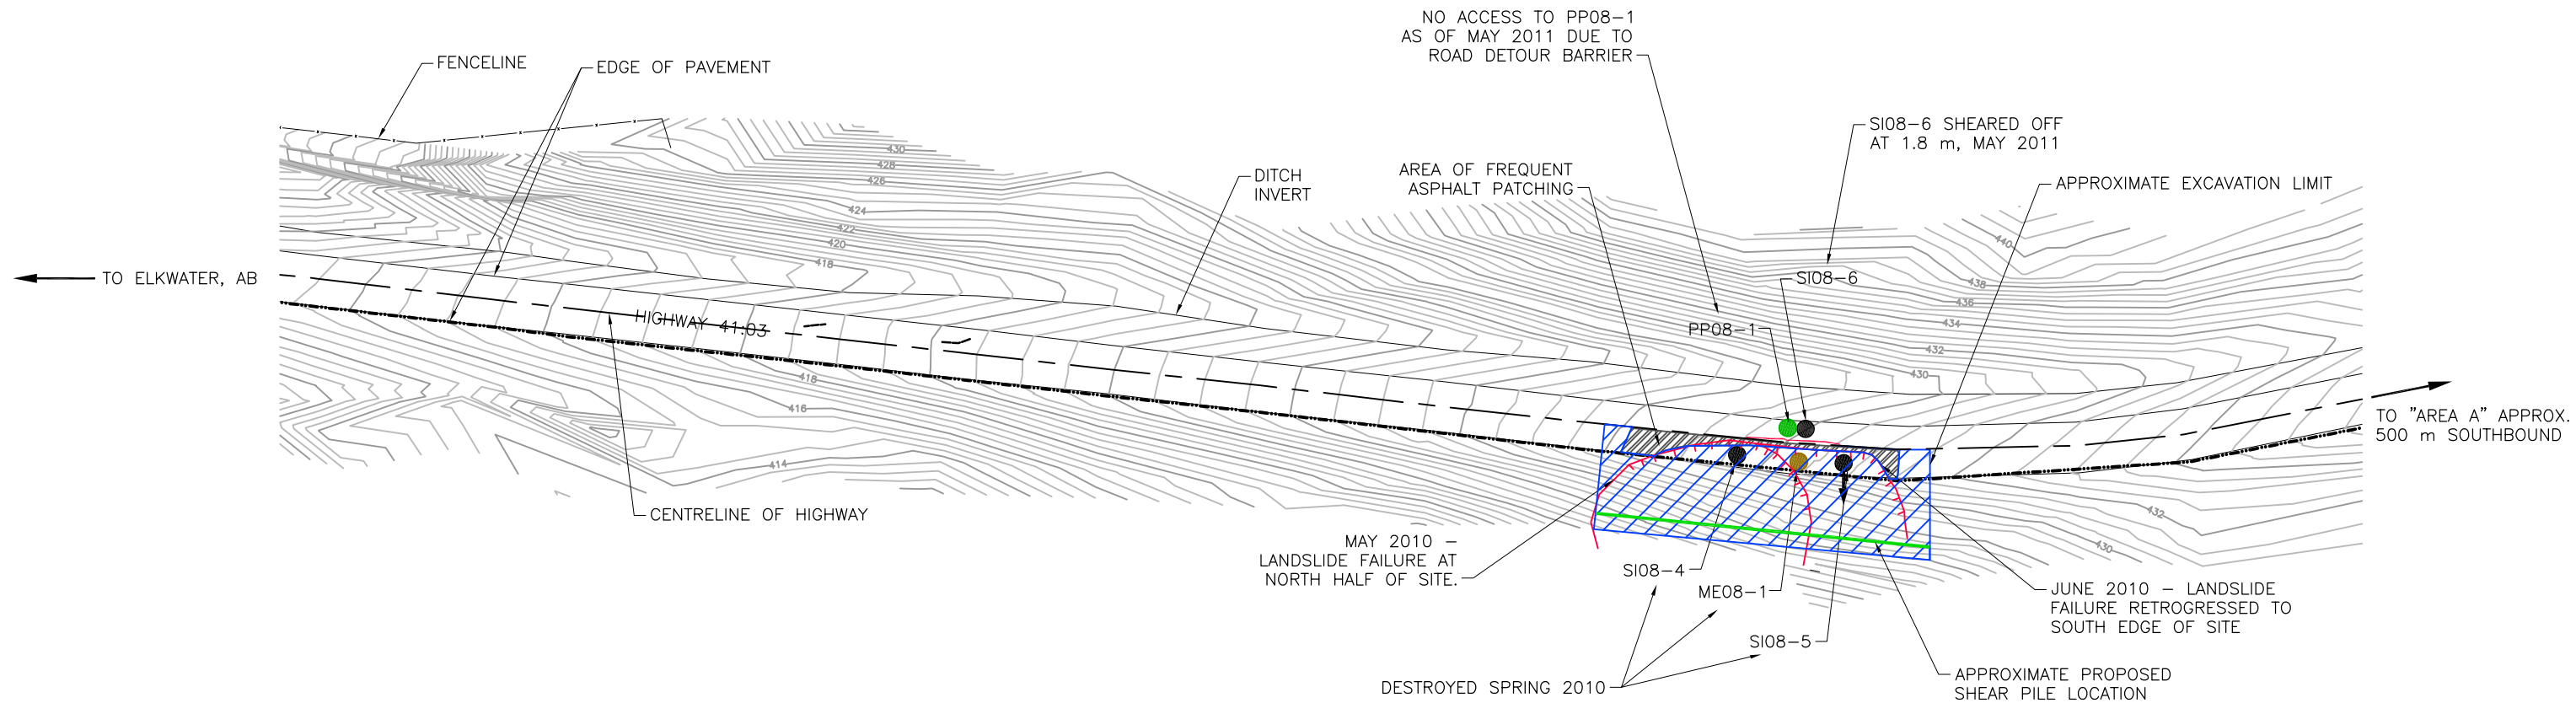 NO ACCESS TO PP08-1
AS OF MAY 2011 DUE TO
ROAD DETOUR BARRIER
FENCELINE
EDGE OF PAVEMENT
SI08-6 SHEARED OFF
AT 1.8 m, MAY 2011
AREA OF FREQUENT
ASPHALT PATCHING
DITCH
INVERT
APPROXIMATE EXCAVATION LIMIT
430
428
426
424
422
420
418
440
438
436
434
432
430
TO ELKWATER, AB
SI08-6
PP08-1
HIGHWAY 41:03
418
416
414
TO "AREA A" APPROX.
500 m SOUTHBOUND
CENTRELINE OF HIGHWAY
432
430
MAY 2010 –
LANDSLIDE FAILURE AT
NORTH HALF OF SITE.
SI08-4
ME08-1
SI08-5
JUNE 2010 – LANDSLIDE
FAILURE RETROGRESSED TO
SOUTH EDGE OF SITE
DESTROYED SPRING 2010
APPROXIMATE PROPOSED
SHEAR PILE LOCATION